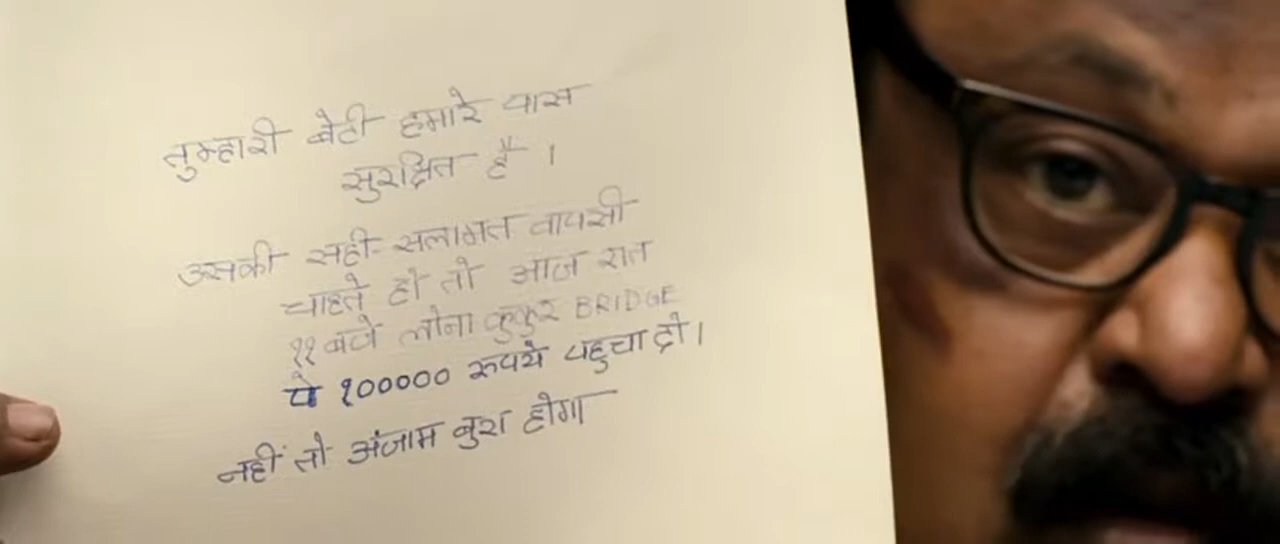 तुम्हारी बेटी हमारे पास
सुरक्षित है ।
उसकी सही-सलामत वापसी
चाहते हो तो आज रात
११ बजे लोना कुकुर BRIDGE
पे १००००० रुपये पहुचा दो।
नहीं तो अंजाम बुरा होगा